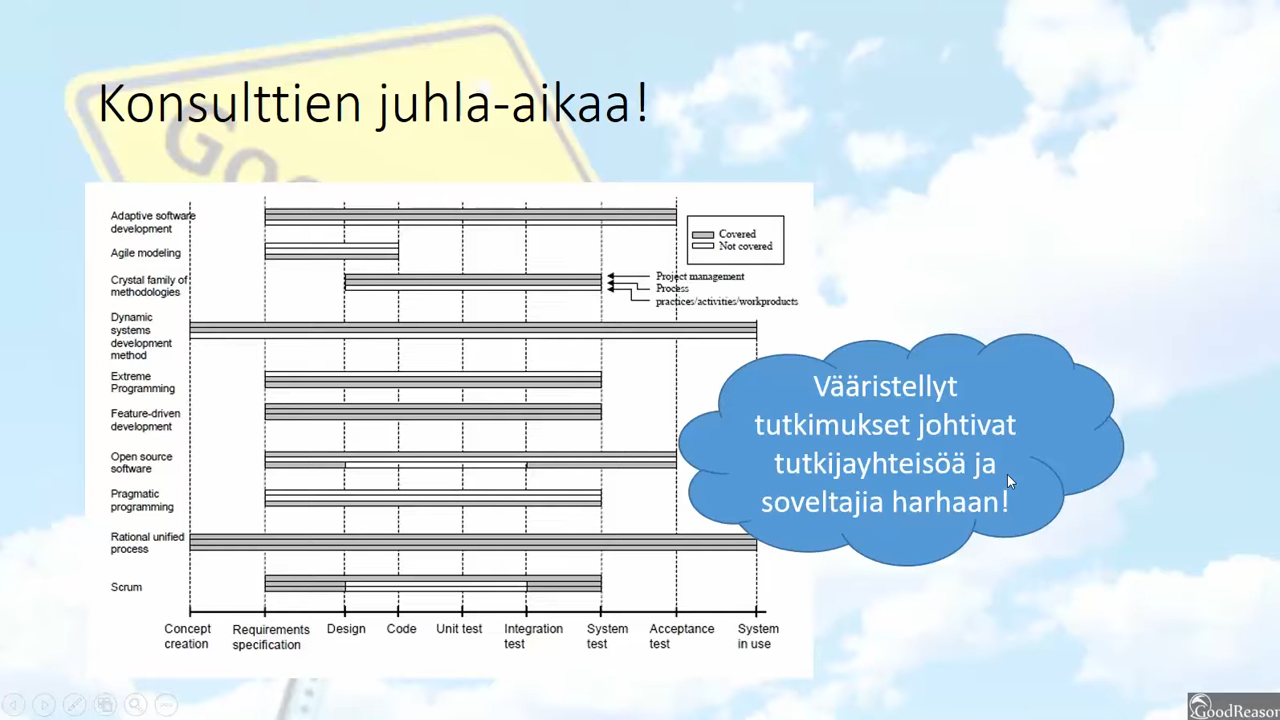 Konsulttien juhla-aikaa!
Adaptive software
development
Covered
Not covered
Agile modeling
Crystal family of
methodologies
Project management
Process
practices/activities/workproducts
Dynamic
systems
development
method
Extreme
Programming
Feature-driven
development
Open source
software
Pragmatic
programming
Rational unified
process
Scrum
Concept
creation
Requirements
specification
Design
Code
Unit test
Integration
test
System
test
Acceptance
test
System
in use
Vääristellyt
tutkimukset johtivat
tutkijayhteisöä ja
soveltajia harhaan!
GoodReason